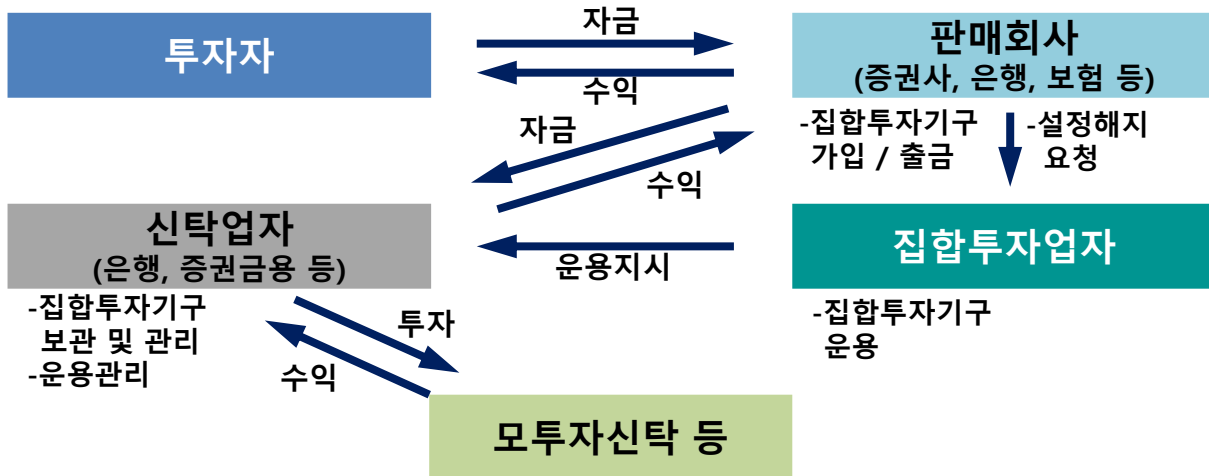 투자자
자금
수익
판매회사
(증권사, 은행, 보험 등)
자금
수익
-집합투자기구
가입 / 출금
-설정해지
요청
신탁업자
(은행, 증권금용 등)
운용지시
집합투자업자
-집합투자기구
보관 및 관리
-운용관리
투자
수익
-집합투자기구
운용
모투자신탁 등